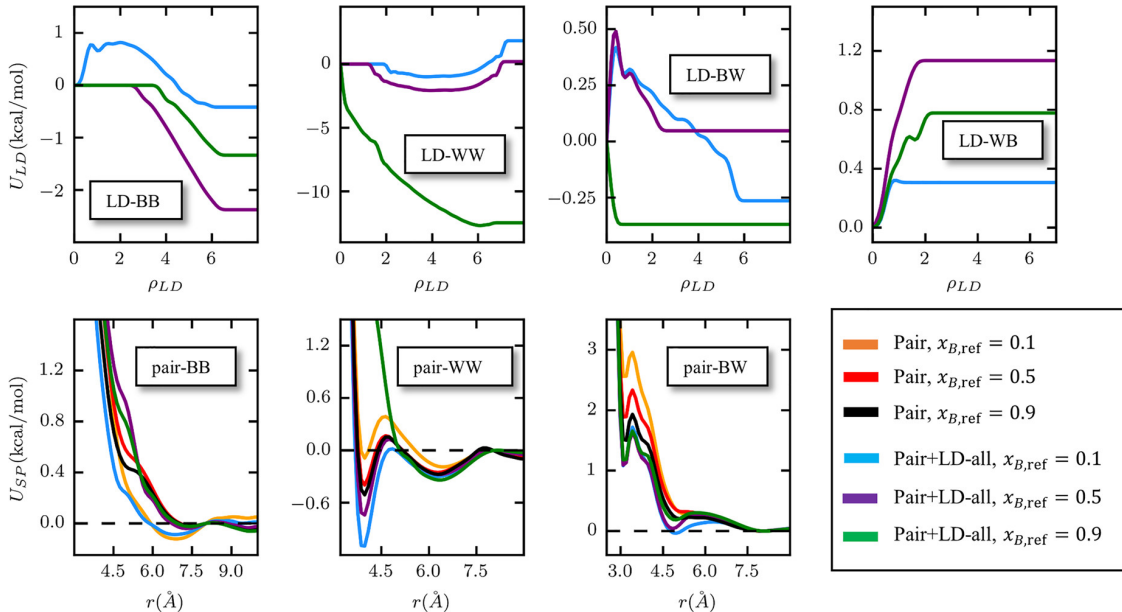 U_LD(kcal/mol)
1
0
−1
−2
LD-BB
0 2 4 6
ρ_LD
0
−5
−10
LD-WW
0 2 4 6
ρ_LD
0.50
0.25
0.00
−0.25
LD-BW
0 2 4 6
ρ_LD
1.2
0.8
0.4
0.0
LD-WB
0 2 4 6
ρ_LD
U_SP(kcal/mol)
1.2
0.8
0.4
0.0
pair-BB
4.5 6.0 7.5 9.0
r(Å)
1.2
0.6
0.0
−0.6
pair-WW
4.5 6.0 7.5
r(Å)
3
2
1
0
pair-BW
3.0 4.5 6.0 7.5
r(Å)
Pair, x_B,ref = 0.1
Pair, x_B,ref = 0.5
Pair, x_B,ref = 0.9
Pair+LD-all, x_B,ref = 0.1
Pair+LD-all, x_B,ref = 0.5
Pair+LD-all, x_B,ref = 0.9